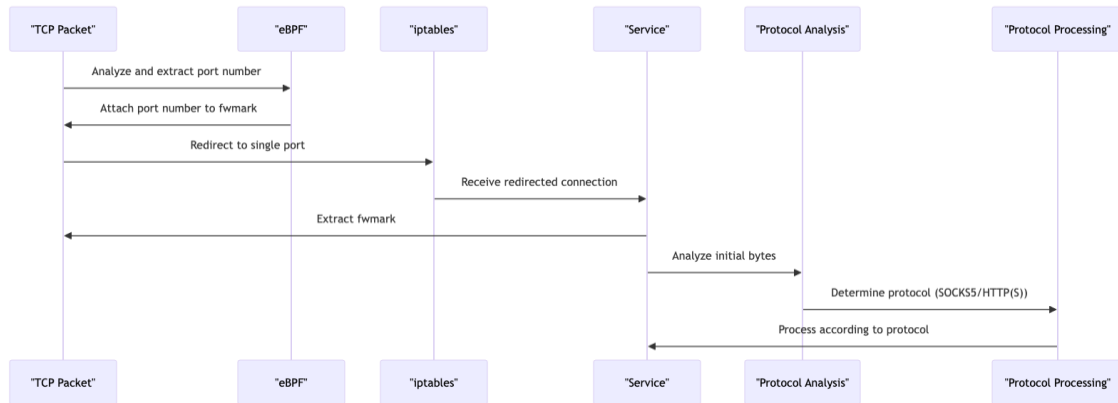 "TCP Packet" "eBPF" "iptables" "Service" "Protocol Analysis" "Protocol Processing"
Analyze and extract port number
Attach port number to fwmark
Redirect to single port
Receive redirected connection
Extract fwmark
Analyze initial bytes
Determine protocol (SOCKS5/HTTP(S))
Process according to protocol
"TCP Packet" "eBPF" "iptables" "Service" "Protocol Analysis" "Protocol Processing"